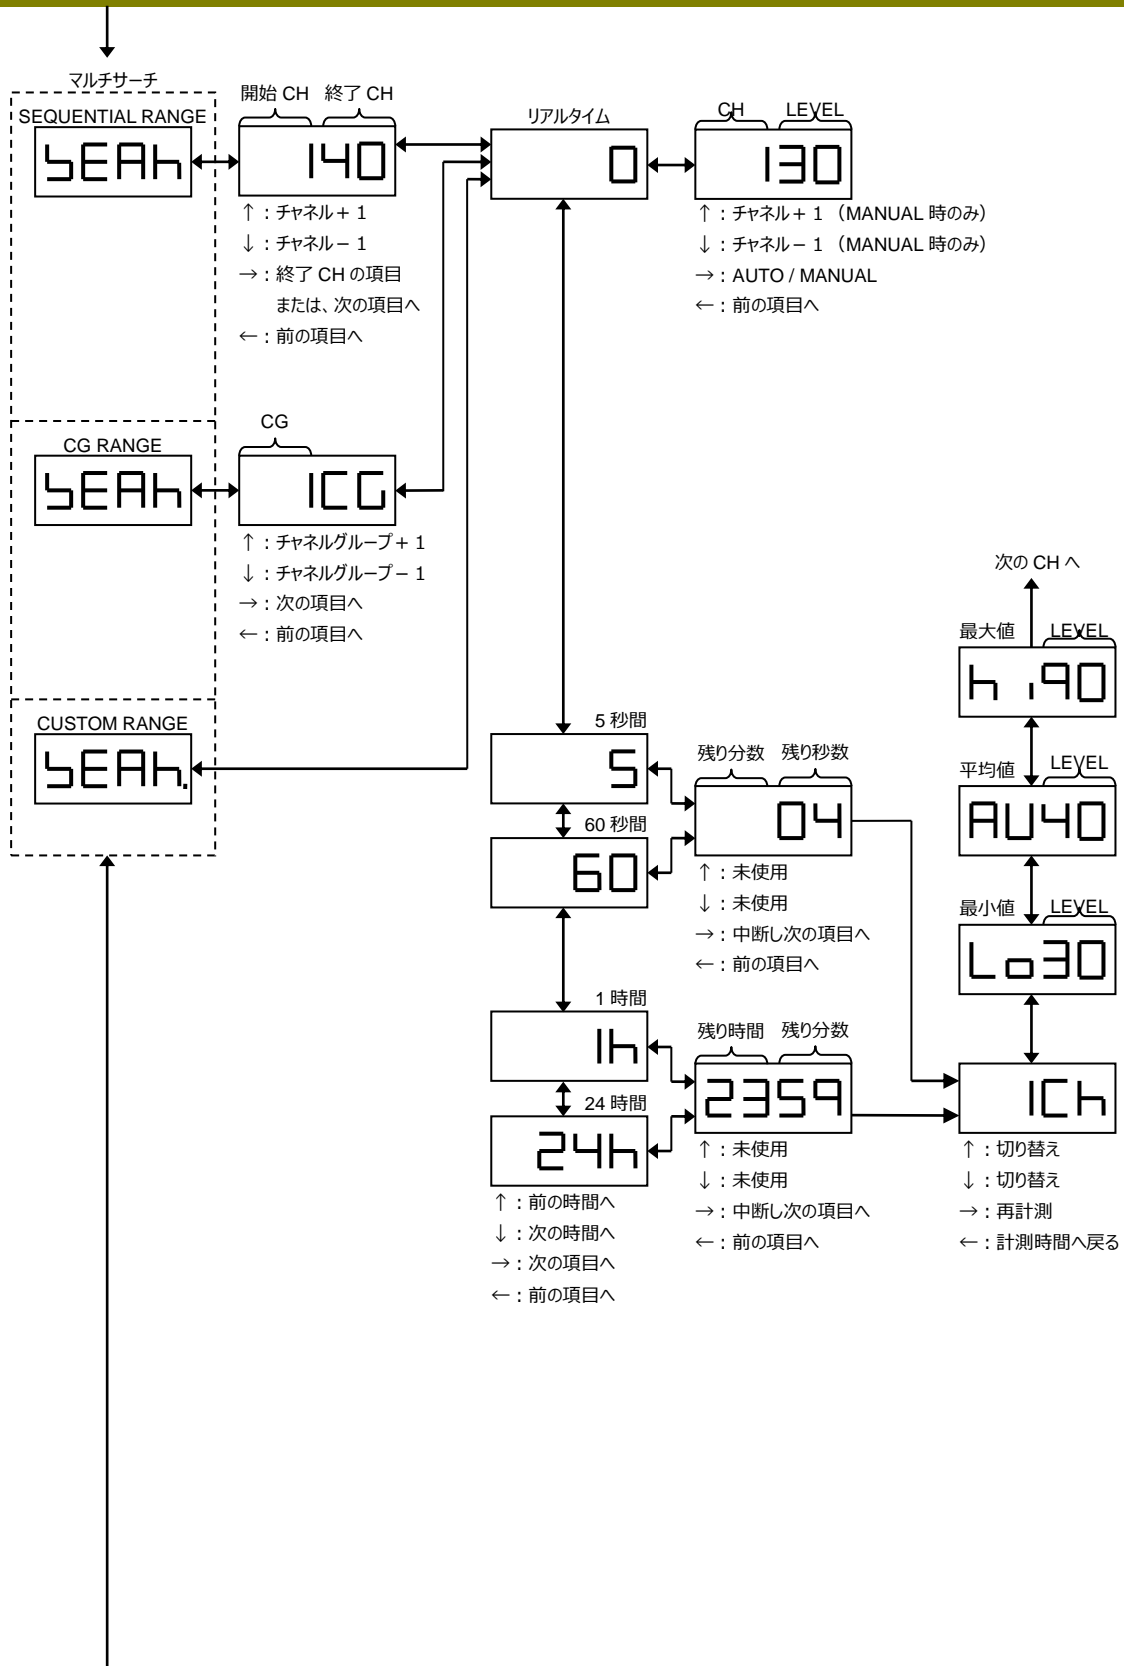 マルチサーチ
SEQUENTIAL RANGE
SEAh
開始 CH 終了 CH
140
↑：チャネル＋ 1
↓：チャネル－ 1
→：終了 CH の項目
または、次の項目へ
←：前の項目へ
リアルタイム
0
CH LEVEL
130
↑：チャネル＋ 1 （MANUAL 時のみ）
↓：チャネル－ 1 （MANUAL 時のみ）
→：AUTO / MANUAL
←：前の項目へ
CG RANGE
SEAh
CG
1CG
↑：チャネルグループ＋ 1
↓：チャネルグループ－ 1
→：次の項目へ
←：前の項目へ
CUSTOM RANGE
SEAh.
5 秒間
5
60 秒間
60
残り分数 残り秒数
04
↑：未使用
↓：未使用
→：中断し次の項目へ
←：前の項目へ
1 時間
1h
24 時間
24h
↑：前の時間へ
↓：次の時間へ
→：次の項目へ
←：前の項目へ
残り時間 残り分数
2359
↑：未使用
↓：未使用
→：中断し次の項目へ
←：前の項目へ
次の CH へ
最大値 LEVEL
hi90
平均値 LEVEL
AU40
最小値 LEVEL
Lo30
1Ch
↑：切り替え
↓：切り替え
→：再計測
←：計測時間へ戻る